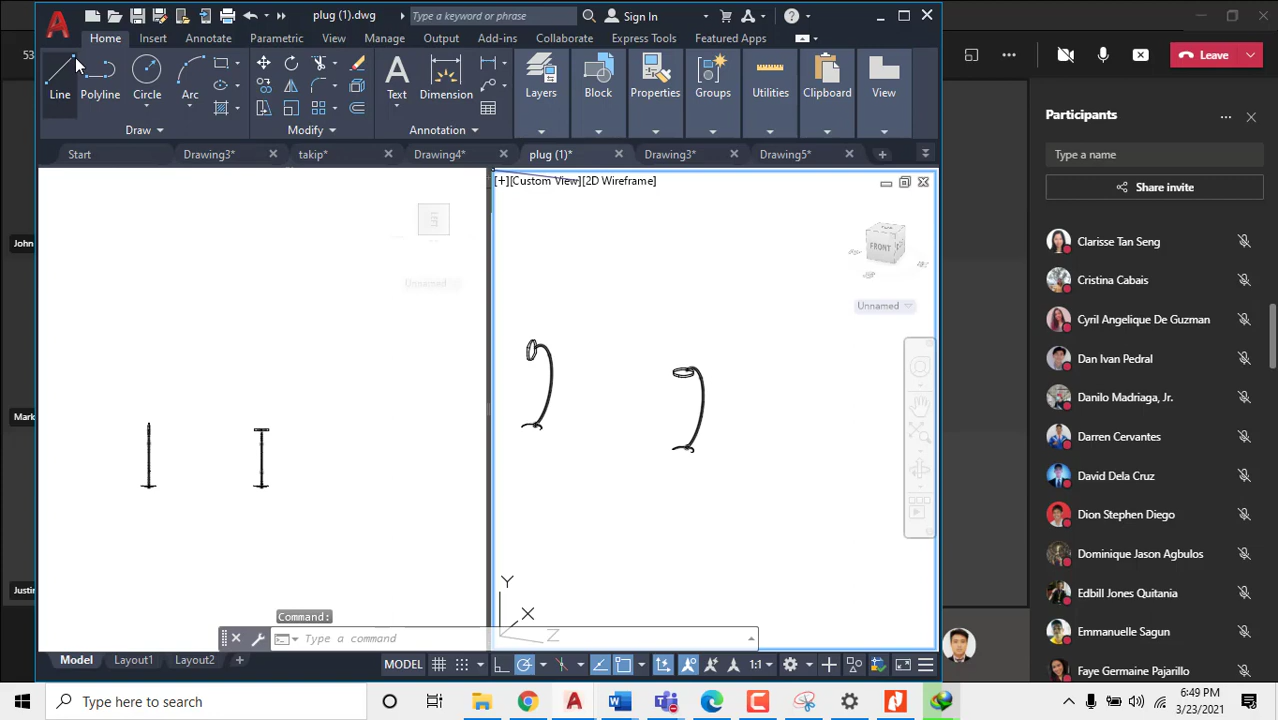 plug (1).dwg
Type a keyword or phrase
Sign In
Home Insert Annotate Parametric View Manage Output Add-ins Collaborate Express Tools Featured Apps
Line Polyline Circle Arc Text Dimension Layers Block Properties Groups Utilities Clipboard View
Draw Modify Annotation
Start Drawing3* takip* Drawing4* plug (1)* Drawing3* Drawing5*
[+][Custom View][2D Wireframe]
FRONT
Unnamed
Unnamed
Y
X
Z
Command:
Type a command
Model Layout1 Layout2
MODEL
1:1
53
John
Mark
Justin
Leave
Participants
Type a name
Share invite
Clarisse Tan Seng
Cristina Cabais
Cyril Angelique De Guzman
Dan Ivan Pedral
Danilo Madriaga, Jr.
Darren Cervantes
David Dela Cruz
Dion Stephen Diego
Dominique Jason Agbulos
Edbill Jones Quitania
Emmanuelle Sagun
Faye Germaine Pajarillo
Type here to search
6:49 PM
3/23/2021